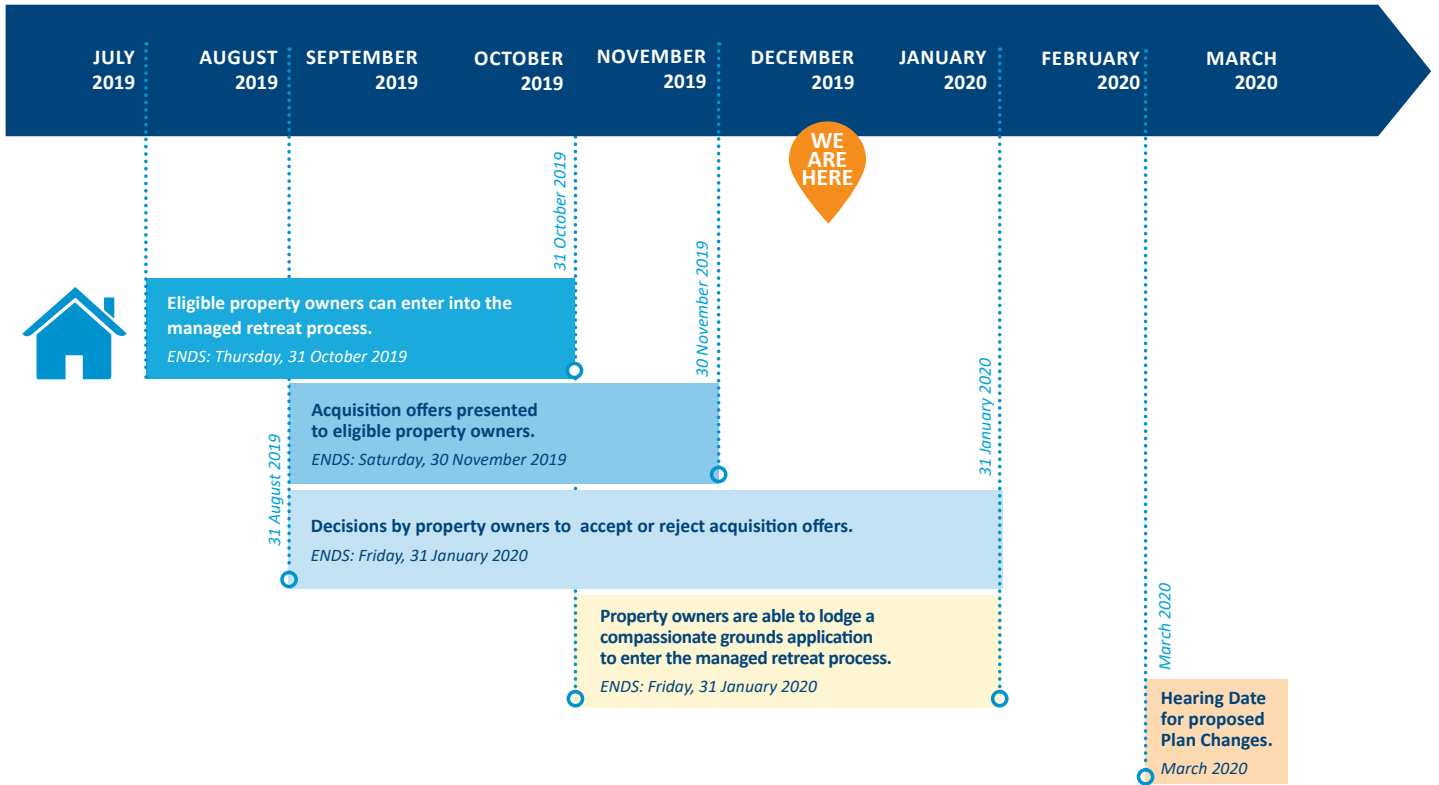 JULY
2019
AUGUST
2019
SEPTEMBER
2019
OCTOBER
2019
NOVEMBER
2019
DECEMBER
2019
JANUARY
2020
FEBRUARY
2020
MARCH
2020
WE
ARE
HERE
31 October 2019
30 November 2019
Eligible property owners can enter into the
managed retreat process.
ENDS: Thursday, 31 October 2019
31 August 2019
Acquisition offers presented
to eligible property owners.
ENDS: Saturday, 30 November 2019
31 January 2020
Decisions by property owners to accept or reject acquisition offers.
ENDS: Friday, 31 January 2020
Property owners are able to lodge a
compassionate grounds application
to enter the managed retreat process.
ENDS: Friday, 31 January 2020
March 2020
Hearing Date
for proposed
Plan Changes.
March 2020